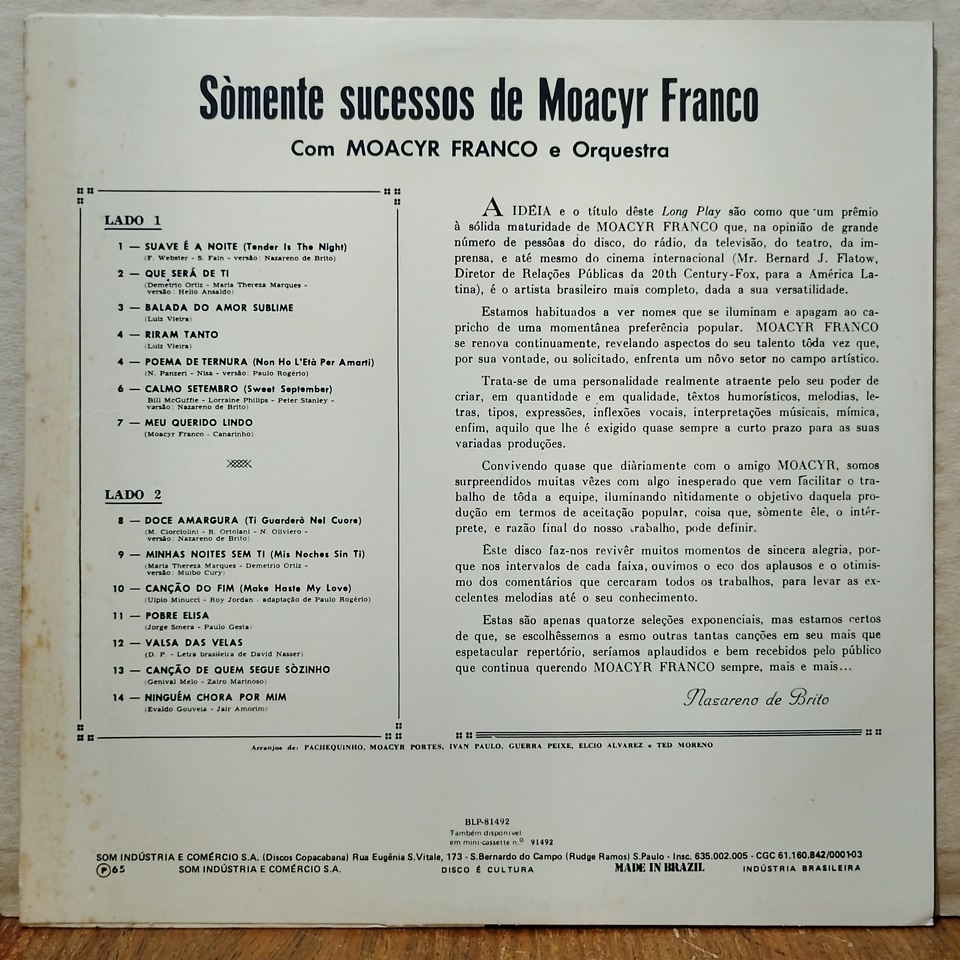 Sòmente sucessos de Moacyr Franco
Com MOACYR FRANCO e Orquestra
LADO 1
1 — SUAVE É A NOITE (Tender Is The Night)
(F. Webster - S. Fain - versão: Nazareno de Brito)
2 — QUE SERÁ DE TI
(Demetrio Ortiz - Maria Thereza Marques -
versão: Hello Ansaldo)
3 — BALADA DO AMOR SUBLIME
(Luiz Vieira)
4 — RIRAM TANTO
(Luiz Vieira)
4 — POEMA DE TERNURA (Non Ho L'Età Per Amarti)
(N. Panzeri - Nisa - versão: Paulo Rogério)
6 — CALMO SETEMBRO (Sweet September)
Bill McGuffie - Lorraine Philips - Peter Stanley -
versão: Nazareno de Brito)
7 — MEU QUERIDO LINDO
(Moacyr Franco - Canarinho)
LADO 2
8 — DOCE AMARGURA (Ti Guarderò Nel Cuore)
(M. Ciorciolini - R. Ortolani - N. Oliviero -
versão: Nazareno de Brito)
9 — MINHAS NOITES SEM TI (Mis Noches Sin Ti)
(Maria Thereza Marques - Demetrio Ortiz -
versão: Muibo Cury)
10 — CANÇÃO DO FIM (Make Haste My Love)
(Ulpio Minucci - Roy Jordan - adaptação de Paulo Rogério)
11 — POBRE ELISA
(Jorge Smera - Paulo Gesta)
12 — VALSA DAS VELAS
(D. P. - Letra brasileira de David Nasser)
13 — CANÇÃO DE QUEM SEGUE SÒZINHO
(Genival Melo - Zairo Marinoso)
14 — NINGUÉM CHORA POR MIM
(Evaldo Gouveia - Jair Amorim)
A IDÉIA e o título dêste Long Play são como que um prêmio
à sólida maturidade de MOACYR FRANCO que, na opinião de grande
número de pessôas do disco, do rádio, da televisão, do teatro, da im-
prensa, e até mesmo do cinema internacional (Mr. Bernard J. Flatow,
Diretor de Relações Públicas da 20th Century-Fox, para a América La-
tina), é o artista brasileiro mais completo, dada a sua versatilidade.
Estamos habituados a ver nomes que se iluminam e apagam ao ca-
pricho de uma momentânea preferência popular. MOACYR FRANCO
se renova continuamente, revelando aspectos do seu talento tôda vez que,
por sua vontade, ou solicitado, enfrenta um nôvo setor no campo artístico.
Trata-se de uma personalidade realmente atraente pelo seu poder de
criar, em quantidade e em qualidade, têxtos humorísticos, melodias, le-
tras, tipos, expressões, inflexões vocais, interpretações músicais, mímica,
enfim, aquilo que lhe é exigido quase sempre a curto prazo para as suas
variadas produções.
Convivendo quase que diàriamente com o amigo MOACYR, somos
surpreendidos muitas vêzes com algo inesperado que vem facilitar o tra-
balho de tôda a equipe, iluminando nìtidamente o objetivo daquela pro-
dução em termos de aceitação popular, coisa que, sòmente êle, o intér-
prete, e razão final do nosso trabalho, pode definir.
Este disco faz-nos revivêr muitos momentos de sincera alegria, por-
que nos intervalos de cada faixa, ouvimos o eco dos aplausos e o otimis-
mo dos comentários que cercaram todos os trabalhos, para levar as ex-
celentes melodias até o seu conhecimento.
Estas são apenas quatorze seleções exponenciais, mas estamos certos
de que, se escolhêssemos a esmo outras tantas canções em seu mais que
espetacular repertório, seríamos aplaudidos e bem recebidos pelo público
que continua querendo MOACYR FRANCO sempre, mais e mais...
Nazareno de Brito
Arranjos de: PACHEQUINHO, MOACYR PORTES, IVAN PAULO, GUERRA PEIXE, ELCIO ALVAREZ e TED MORENO
BLP-81492
Também disponível
em mini-cassette n.º 91492
SOM INDÚSTRIA E COMÉRCIO S.A. (Discos Copacabana) Rua Eugênia S.Vitale, 173 - S.Bernardo do Campo (Rudge Ramos) S.Paulo - Insc. 635.002.005 - CGC 61.160.842/0001-03
Ⓟ65 SOM INDÚSTRIA E COMÉRCIO S.A. DISCO É CULTURA MADE IN BRAZIL INDÚSTRIA BRASILEIRA